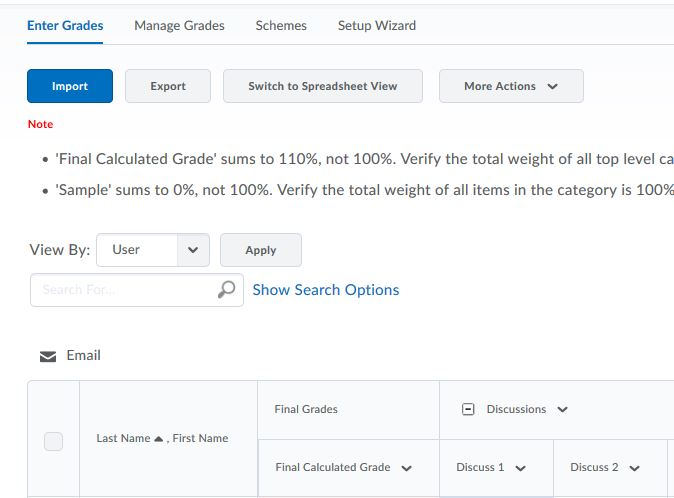 Enter Grades Manage Grades Schemes Setup Wizard
Import Export Switch to Spreadsheet View More Actions
Note
• 'Final Calculated Grade' sums to 110%, not 100%. Verify the total weight of all top level ca
• 'Sample' sums to 0%, not 100%. Verify the total weight of all items in the category is 100%
View By: User Apply
Search For... Show Search Options
Email
Final Grades Discussions
Last Name , First Name
Final Calculated Grade Discuss 1 Discuss 2